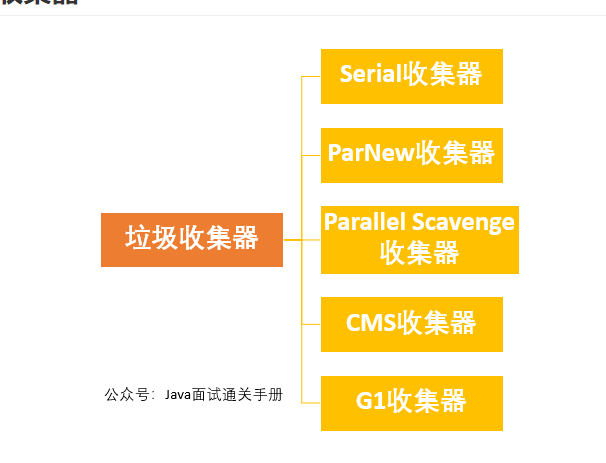 收集器
Serial收集器
ParNew收集器
Parallel Scavenge
收集器
垃圾收集器
CMS收集器
公众号：Java面试通关手册
G1收集器